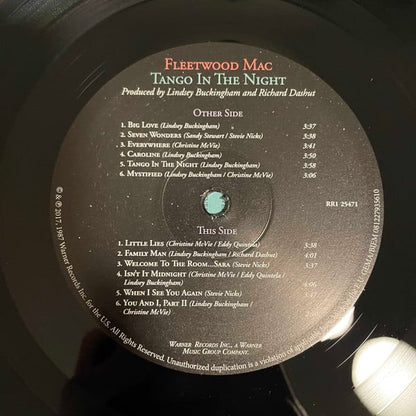 FLEETWOOD MAC
TANGO IN THE NIGHT
Produced by Lindsey Buckingham and Richard Dashut
OTHER SIDE
1. BIG LOVE (Lindsey Buckingham) 3:37
2. SEVEN WONDERS (Sandy Stewart / Stevie Nicks) 3:38
3. EVERYWHERE (Christine McVie) 3:41
4. CAROLINE (Lindsey Buckingham) 3:50
5. TANGO IN THE NIGHT (Lindsey Buckingham) 3:58
6. MYSTIFIED (Lindsey Buckingham / Christine McVie) 3:06
RR1 25471
THIS SIDE
1. LITTLE LIES (Christine McVie / Eddy Quintela) 3:38
2. FAMILY MAN (Lindsey Buckingham / Richard Dashut) 4:01
3. WELCOME TO THE ROOM...SARA (Stevie Nicks) 3:37
4. ISN'T IT MIDNIGHT (Christine McVie / Eddy Quintela / Lindsey Buckingham) 4:06
5. WHEN I SEE YOU AGAIN (Stevie Nicks)
6. YOU AND I, PART II (Lindsey Buckingham /
Christine McVie)
WARNER RECORDS INC., A WARNER
MUSIC GROUP COMPANY.
© & ℗ 2017, 1987 Warner Records Inc. for the U.S. All Rights Reserved. Unauthorized duplication is a violation of
081227935610